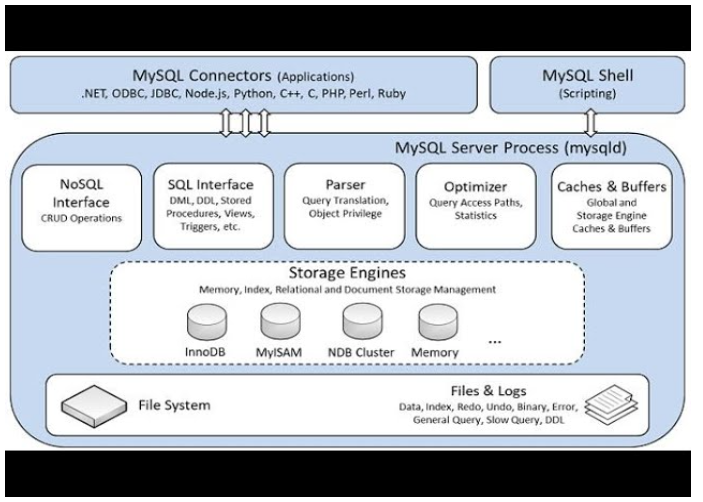 MySQL Connectors (Applications)
.NET, ODBC, JDBC, Node.js, Python, C++, C, PHP, Perl, Ruby
MySQL Shell
(Scripting)
MySQL Server Process (mysqld)
NoSQL
Interface
CRUD Operations
SQL Interface
DML, DDL, Stored
Procedures, Views,
Triggers, etc.
Parser
Query Translation,
Object Privilege
Optimizer
Query Access Paths,
Statistics
Caches & Buffers
Global and
Storage Engine
Caches & Buffers
Storage Engines
Memory, Index, Relational and Document Storage Management
InnoDB
MyISAM
NDB Cluster
Memory
...
File System
Files & Logs
Data, Index, Redo, Undo, Binary, Error,
General Query, Slow Query, DDL